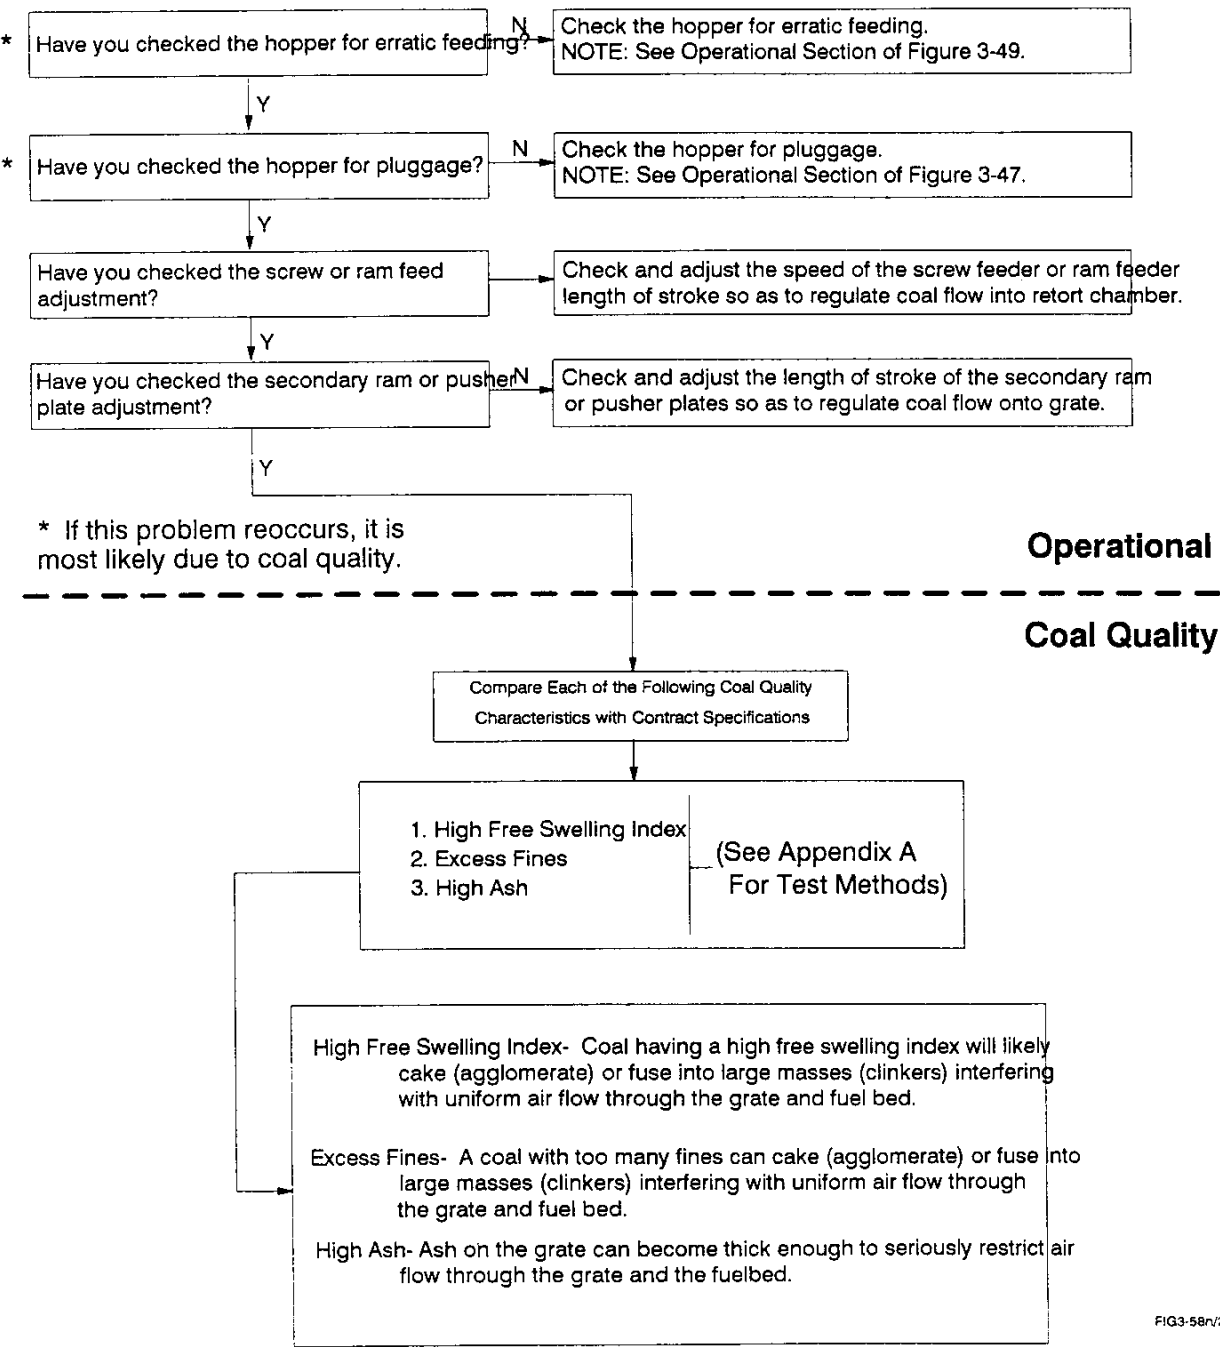 * Have you checked the hopper for erratic feeding?
N
Check the hopper for erratic feeding.
NOTE: See Operational Section of Figure 3-49.
Y
* Have you checked the hopper for pluggage?
N
Check the hopper for pluggage.
NOTE: See Operational Section of Figure 3-47.
Y
Have you checked the screw or ram feed
adjustment?
Check and adjust the speed of the screw feeder or ram feeder
length of stroke so as to regulate coal flow into retort chamber.
Y
Have you checked the secondary ram or pusher
plate adjustment?
N
Check and adjust the length of stroke of the secondary ram
or pusher plates so as to regulate coal flow onto grate.
Y
* If this problem reoccurs, it is
most likely due to coal quality.
Operational
Coal Quality
Compare Each of the Following Coal Quality
Characteristics with Contract Specifications
1. High Free Swelling Index
2. Excess Fines
3. High Ash
(See Appendix A
For Test Methods)
High Free Swelling Index- Coal having a high free swelling index will likely
cake (agglomerate) or fuse into large masses (clinkers) interfering
with uniform air flow through the grate and fuel bed.
Excess Fines- A coal with too many fines can cake (agglomerate) or fuse into
large masses (clinkers) interfering with uniform air flow through
the grate and fuel bed.
High Ash- Ash on the grate can become thick enough to seriously restrict air
flow through the grate and the fuelbed.
FIG3-58n/2